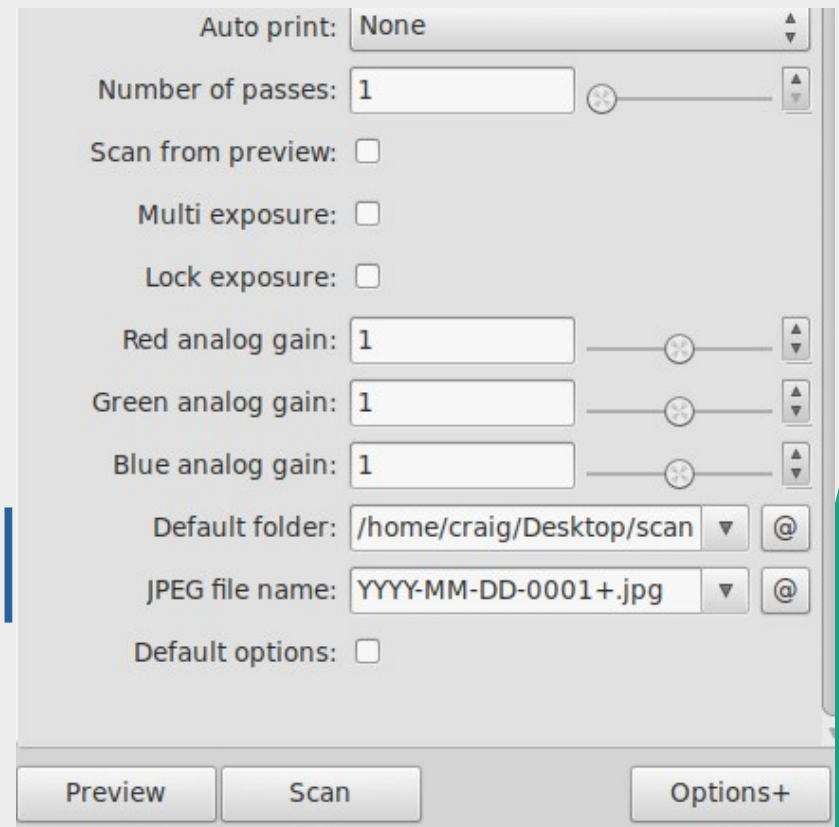 Auto print: None
Number of passes: 1
Scan from preview:
Multi exposure:
Lock exposure:
Red analog gain: 1
Green analog gain: 1
Blue analog gain: 1
Default folder: /home/craig/Desktop/scan @
JPEG file name: YYYY-MM-DD-0001+.jpg @
Default options:
Preview Scan Options+